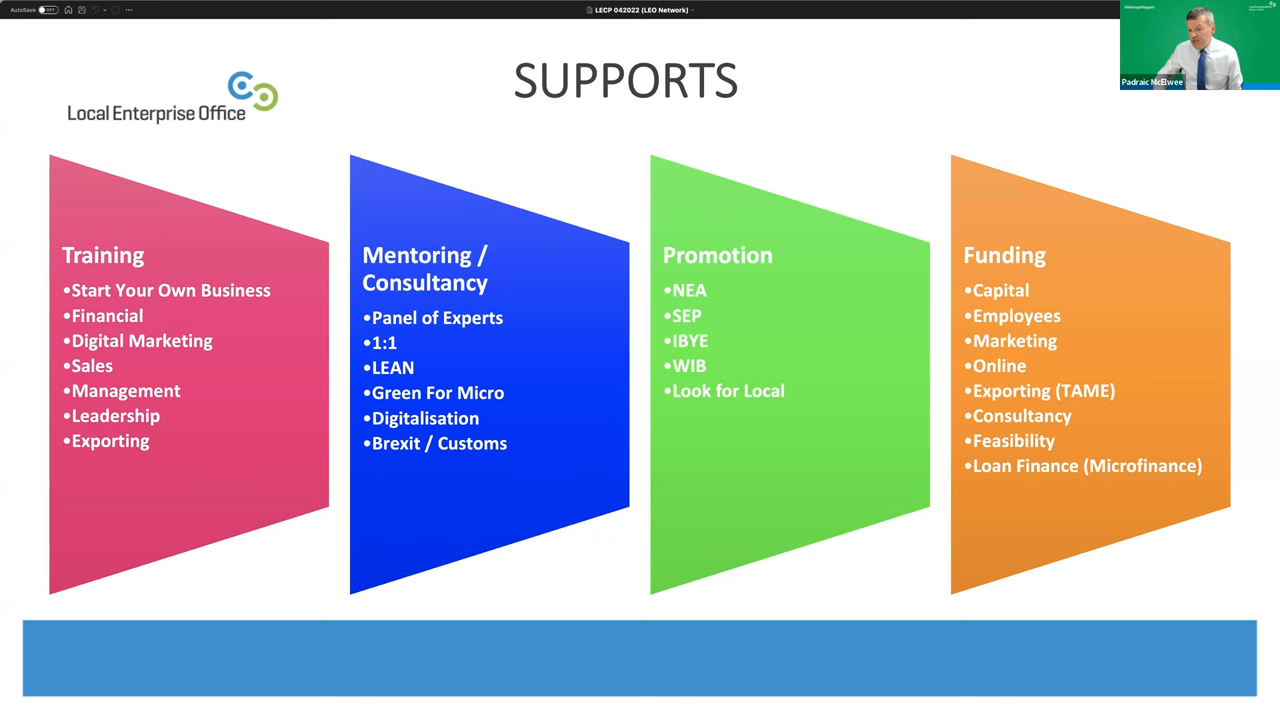 AutoSave OFF
LECP 042022 (LEO Network)
Padraic McElwee
Local Enterprise Office
SUPPORTS
Training
•Start Your Own Business
•Financial
•Digital Marketing
•Sales
•Management
•Leadership
•Exporting
Mentoring /
Consultancy
•Panel of Experts
•1:1
•LEAN
•Green For Micro
•Digitalisation
•Brexit / Customs
Promotion
•NEA
•SEP
•IBYE
•WIB
•Look for Local
Funding
•Capital
•Employees
•Marketing
•Online
•Exporting (TAME)
•Consultancy
•Feasibility
•Loan Finance (Microfinance)